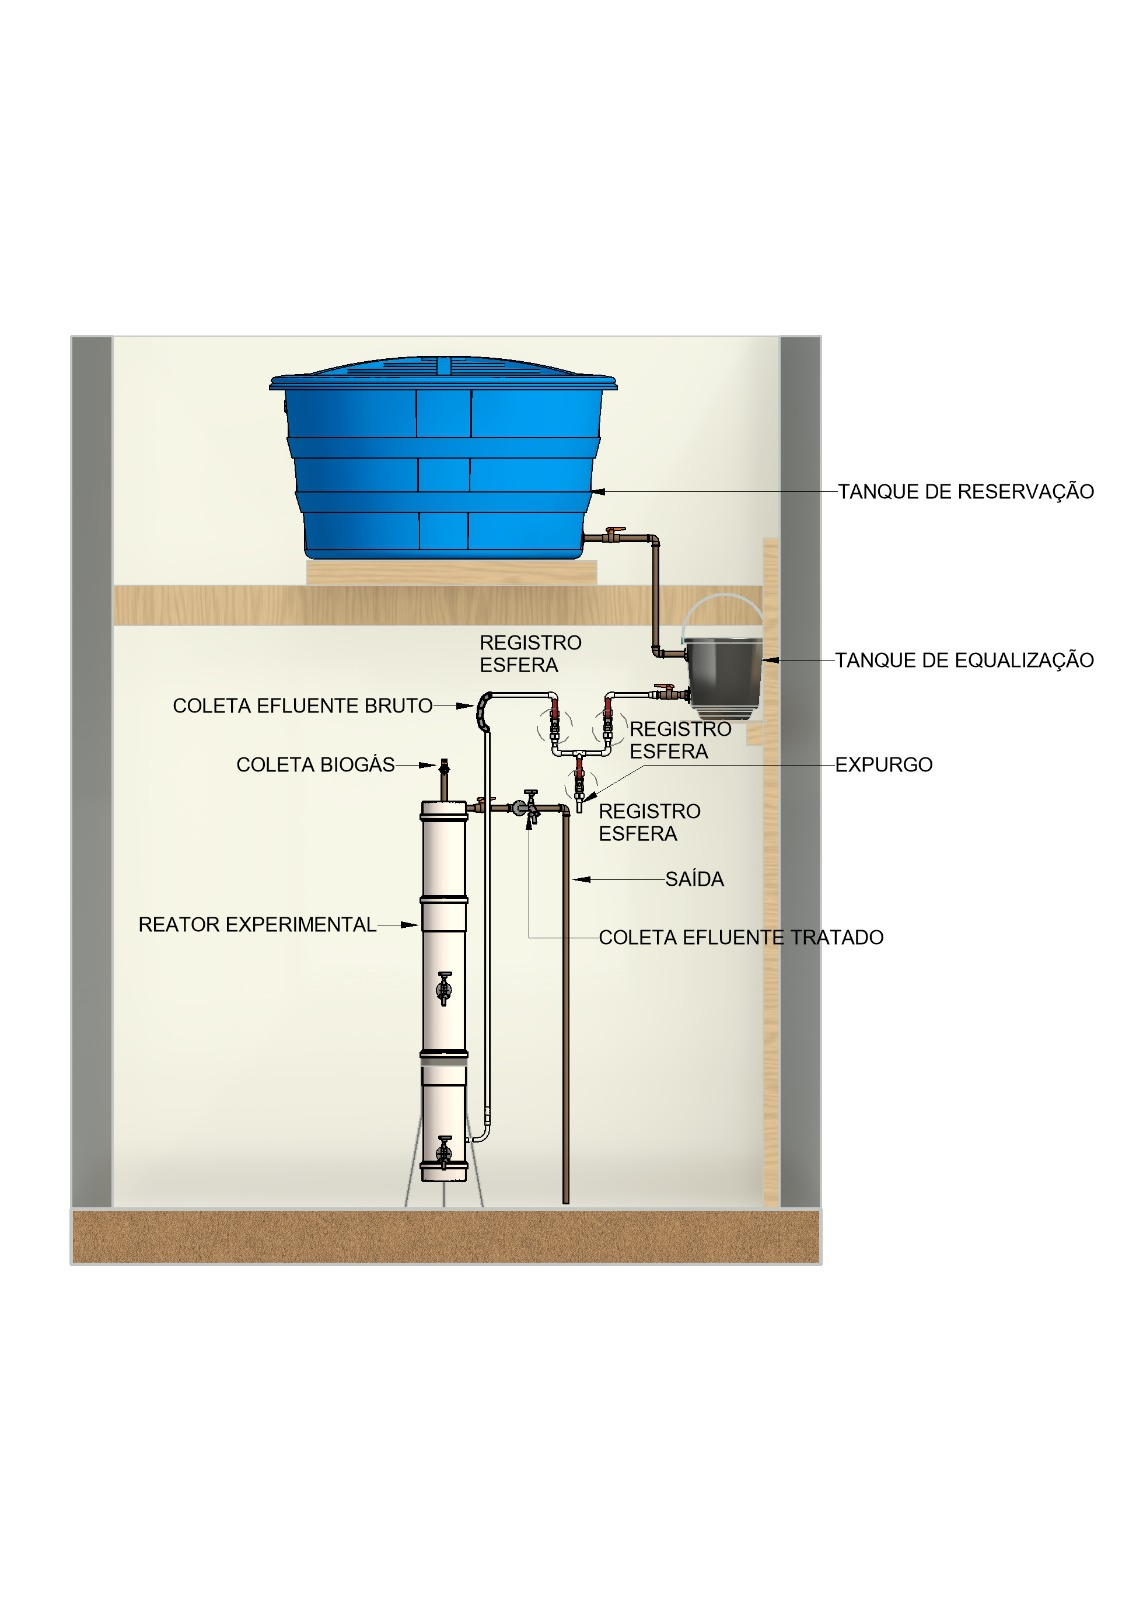 TANQUE DE RESERVAÇÃO
REGISTRO
ESFERA
TANQUE DE EQUALIZAÇÃO
COLETA EFLUENTE BRUTO
REGISTRO
ESFERA
COLETA BIOGÁS
EXPURGO
REGISTRO
ESFERA
SAÍDA
REATOR EXPERIMENTAL
COLETA EFLUENTE TRATADO